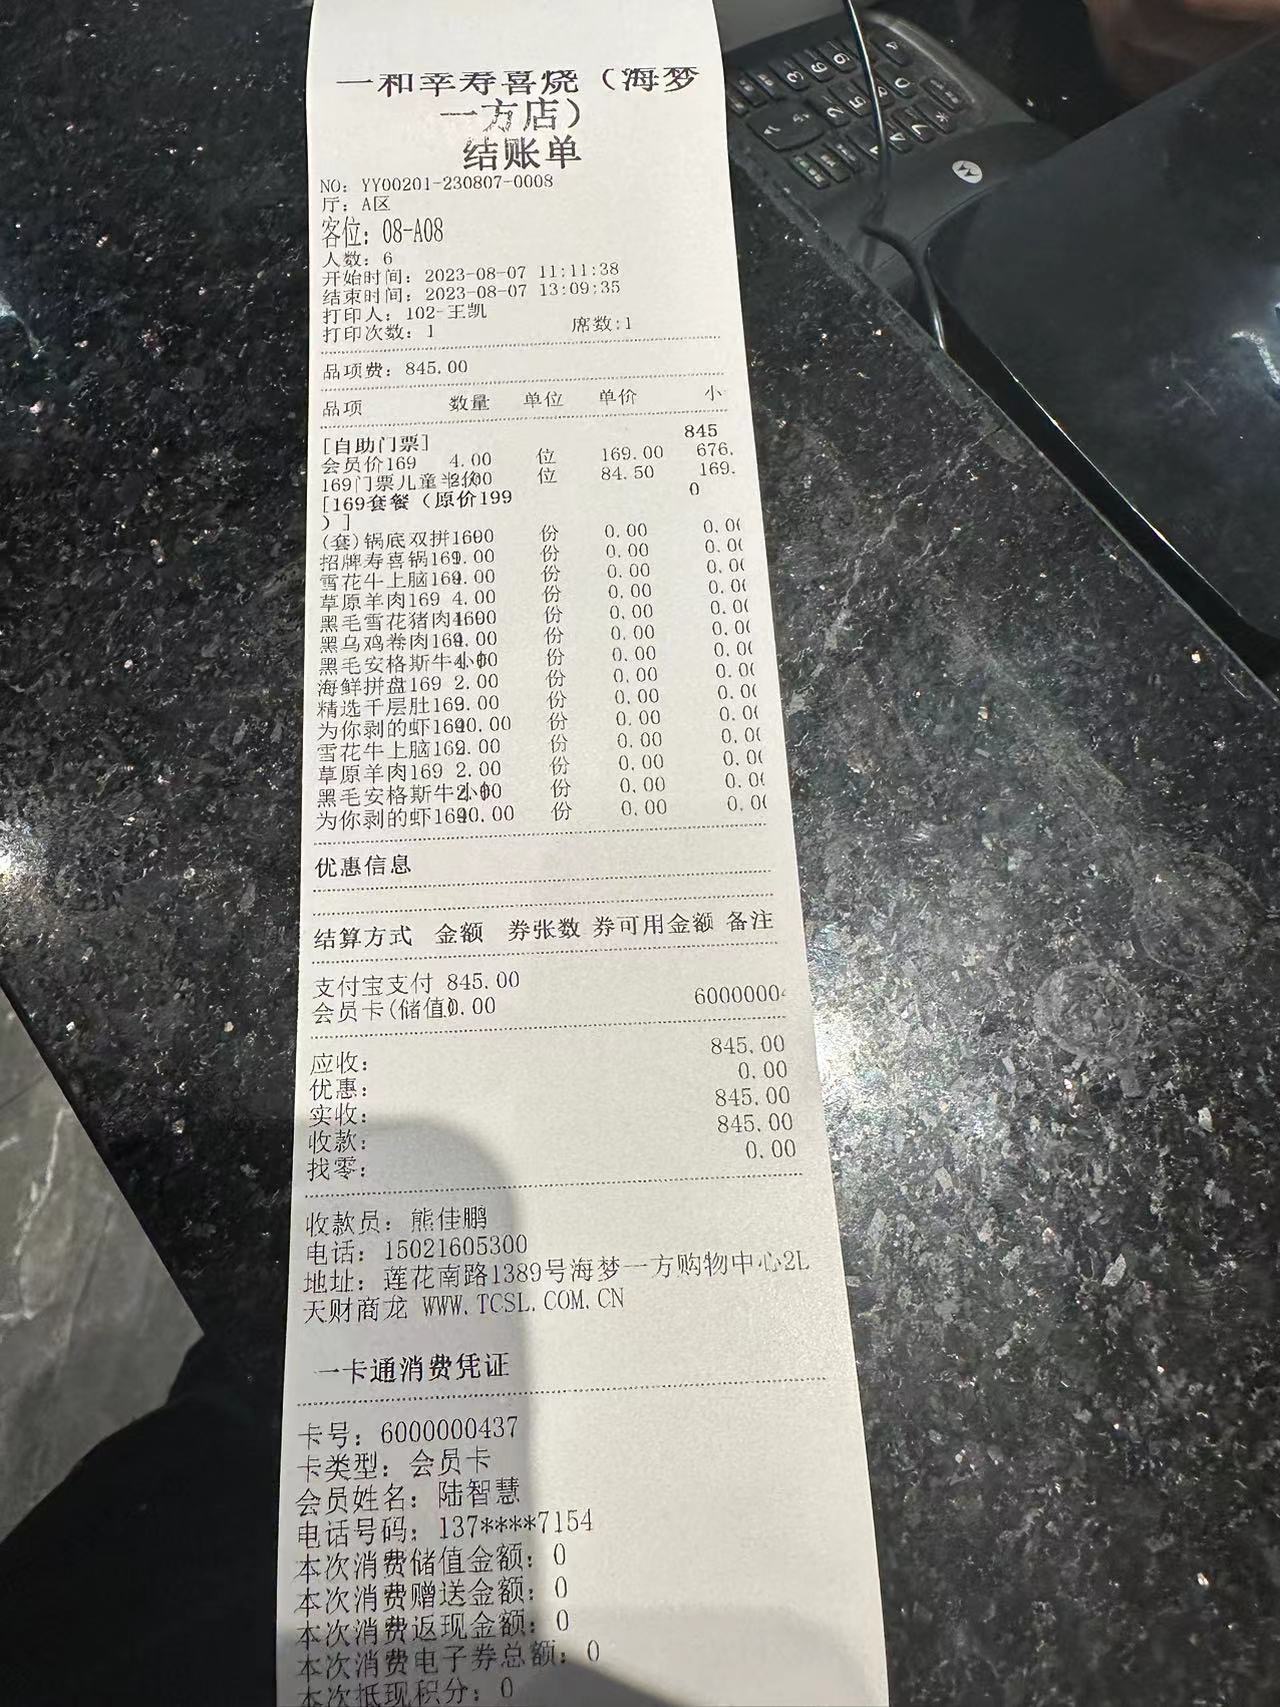 一和幸寿喜烧（海梦
一方店）
结账单
NO: YY00201-230807-0008
厅: A区
客位: 08-A08
人数: 6
开始时间: 2023-08-07 11:11:38
结束时间: 2023-08-07 13:09:35
打印人: 102-王凯
打印次数: 1 席数:1
品项费: 845.00
品项 数量 单位 单价 小
[自助门票] 845
会员价169 4.00 位 169.00 676.
169门票儿童半价2.00 位 84.50 169.
[169套餐（原价199 0
）]
(套)锅底双拼169 份 0.00 0.0
招牌寿喜锅169 份 0.00 0.0
雪花牛上脑169 4.00 份 0.00 0.0
草原羊肉169 4.00 份 0.00 0.0
黑毛雪花猪肉169 份 0.00 0.0
黑乌鸡卷肉169 份 0.00 0.0
黑毛安格斯牛小 4.00 份 0.00 0.0
海鲜拼盘169 2.00 份 0.00 0.0
精选千层肚169 份 0.00 0.0
为你剥的虾169 份 0.00 0.0
雪花牛上脑169 2.00 份 0.00 0.0
草原羊肉169 2.00 份 0.00 0.0
黑毛安格斯牛小 2.00 份 0.00 0.0
为你剥的虾169 份 0.00 0.0
优惠信息
结算方式 金额 券张数 券可用金额 备注
支付宝支付 845.00
会员卡(储值)0.00 6000000
应收: 845.00
优惠: 0.00
实收: 845.00
收款: 845.00
找零: 0.00
收款员: 熊佳鹏
电话: 15021605300
地址: 莲花南路1389号海梦一方购物中心2L
天财商龙 WWW.TCSL.COM.CN
一卡通消费凭证
卡号: 6000000437
卡类型: 会员卡
会员姓名: 陆智慧
电话号码: 137****7154
本次消费储值金额: 0
本次消费赠送金额: 0
本次消费返现金额: 0
本次消费电子券总额: 0
本次抵现积分: 0